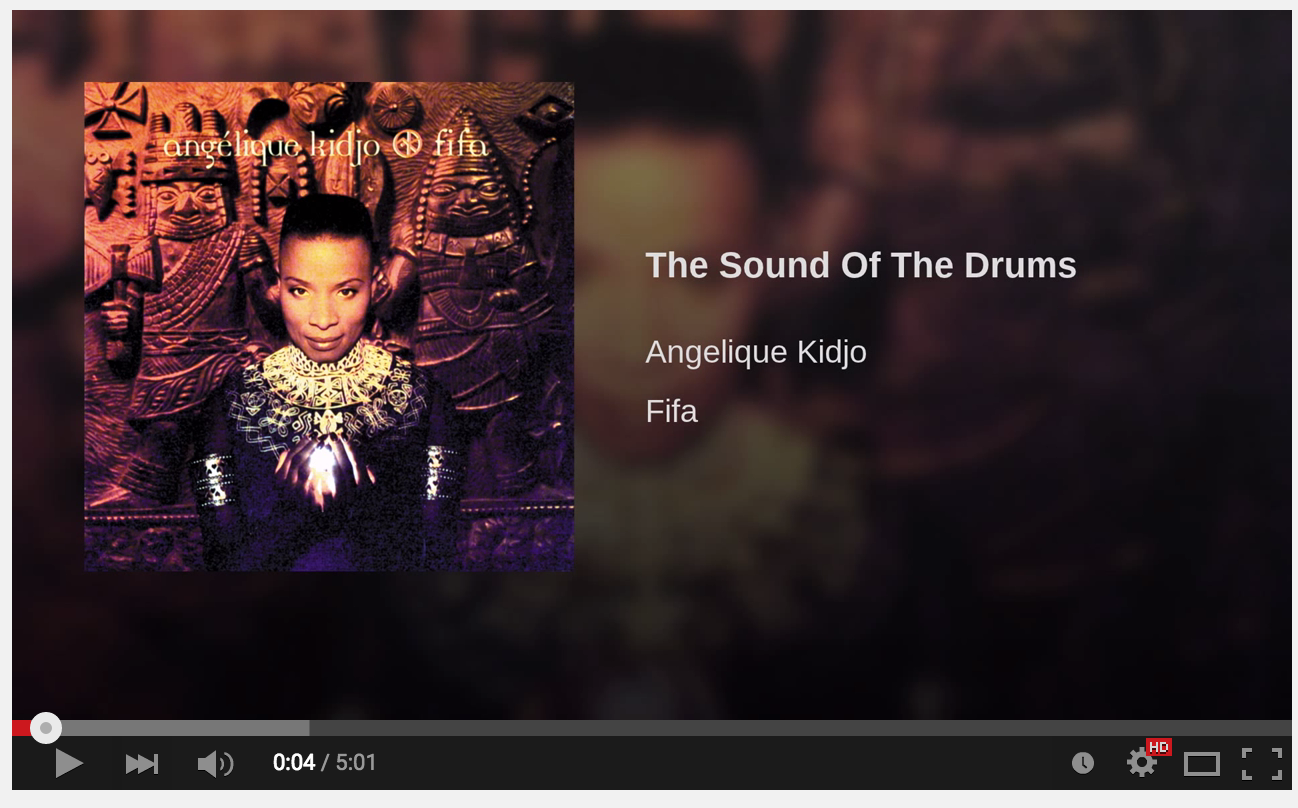 angélique kidjo fifa
The Sound Of The Drums
Angelique Kidjo
Fifa
HD
0:04 / 5:01